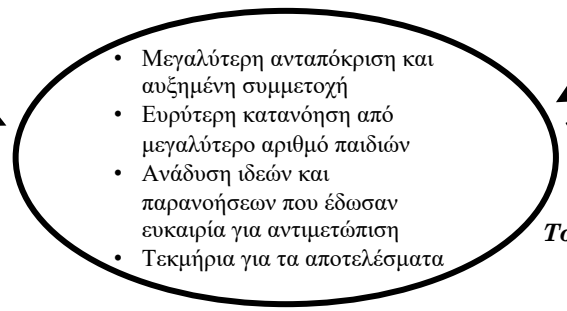 • Μεγαλύτερη ανταπόκριση και
αυξημένη συμμετοχή
• Ευρύτερη κατανόηση από
μεγαλύτερο αριθμό παιδιών
• Ανάδυση ιδεών και
παρανοήσεων που έδωσαν
ευκαιρία για αντιμετώπιση
Το
• Τεκμήρια για τα αποτελέσματα